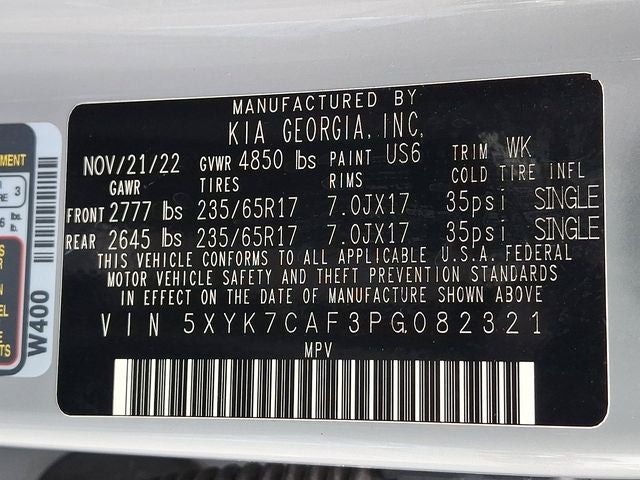 MANUFACTURED BY
KIA GEORGIA, INC,
NOV/21/22 GVWR 4850 lbs PAINT US6 TRIM WK
GAWR TIRES RIMS COLD TIRE INFL
FRONT 2777 lbs 235/65R17 7.0JX17 35psi SINGLE
REAR 2645 lbs 235/65R17 7.0JX17 35psi SINGLE
THIS VEHICLE CONFORMS TO ALL APPLICABLE U.S.A. FEDERAL
MOTOR VEHICLE SAFETY AND THEFT PREVENTION STANDARDS
IN EFFECT ON THE DATE OF MANUFACTURE SHOWN ABOVE
VIN 5XYK7CAF3PG082321
MPV
W400
3